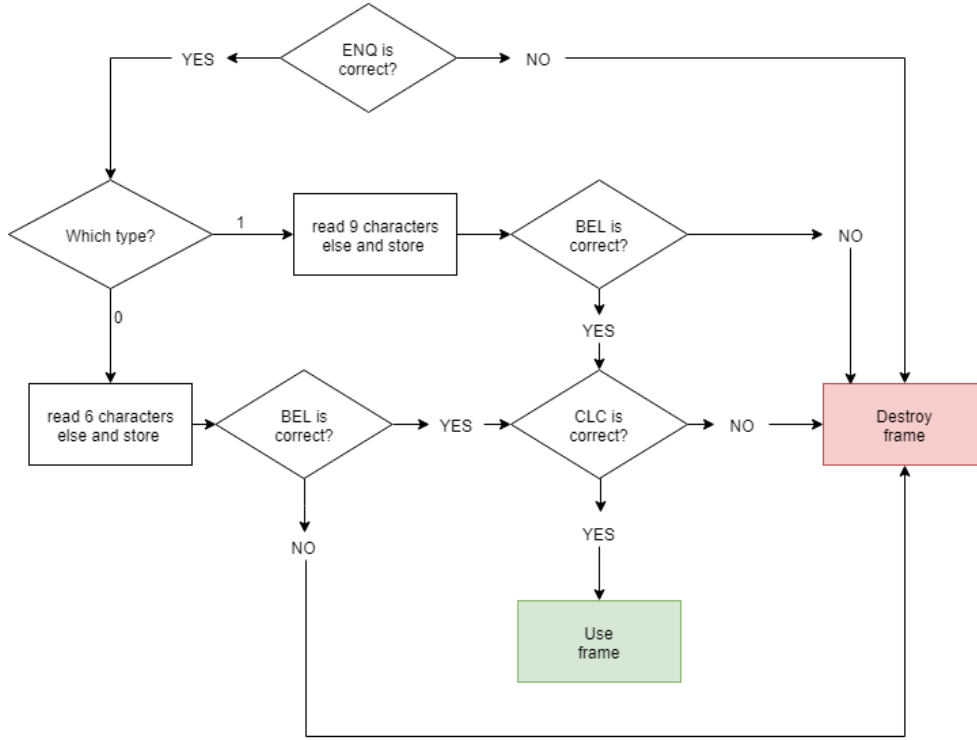 ENQ is
correct?
YES
NO
Which type?
1
read 9 characters
else and store
BEL is
correct?
NO
0
YES
read 6 characters
else and store
BEL is
correct?
YES
CLC is
correct?
NO
Destroy
frame
YES
NO
Use
frame